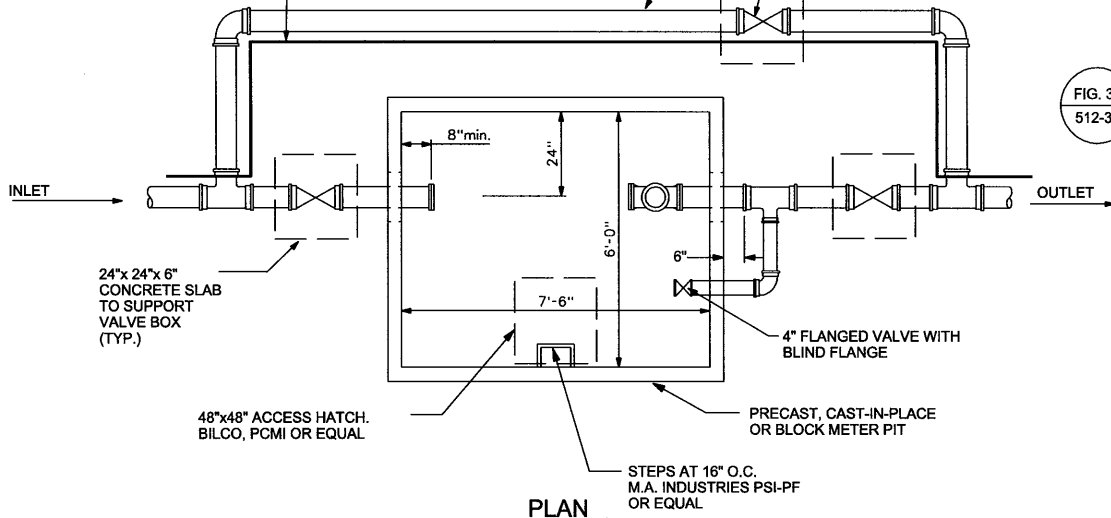 FIG. 3
512-3
8"min.
24"
INLET
OUTLET
6'-0"
6"
24"x 24"x 6"
CONCRETE SLAB
TO SUPPORT
VALVE BOX
(TYP.)
7'-6"
4" FLANGED VALVE WITH
BLIND FLANGE
48"x48" ACCESS HATCH.
BILCO, PCMI OR EQUAL
PRECAST, CAST-IN-PLACE
OR BLOCK METER PIT
STEPS AT 16" O.C.
M.A. INDUSTRIES PSI-PF
OR EQUAL
PLAN